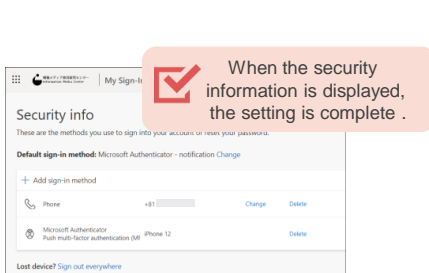 When the security
information is displayed,
the setting is complete .
Information Media Center
My Sign-In
Security info
These are the methods you use to sign into your account or reset your password.
Default sign-in method: Microsoft Authenticator - notification Change
+ Add sign-in method
Phone +81 Change Delete
Microsoft Authenticator
Push multi-factor authentication (MF iPhone 12 Delete
Lost device? Sign out everywhere